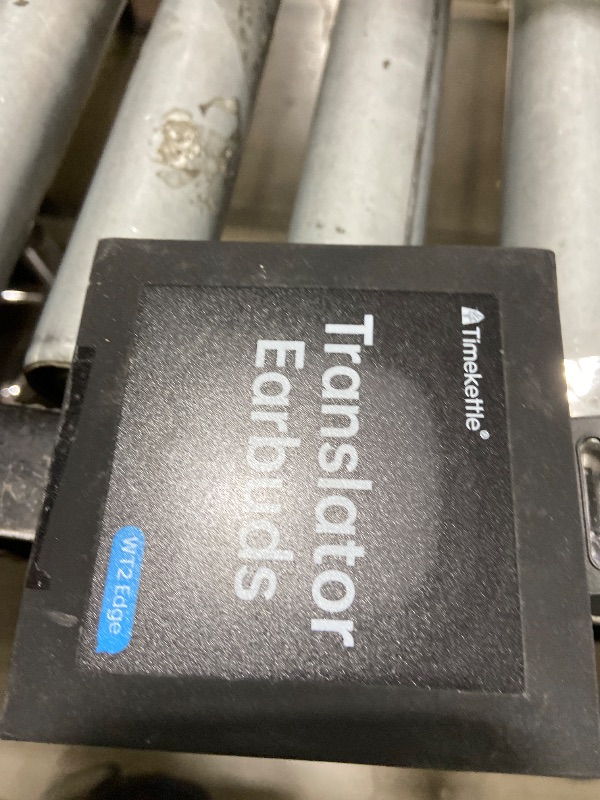 Timekettle®
Translator
Earbuds
WT2 Edge